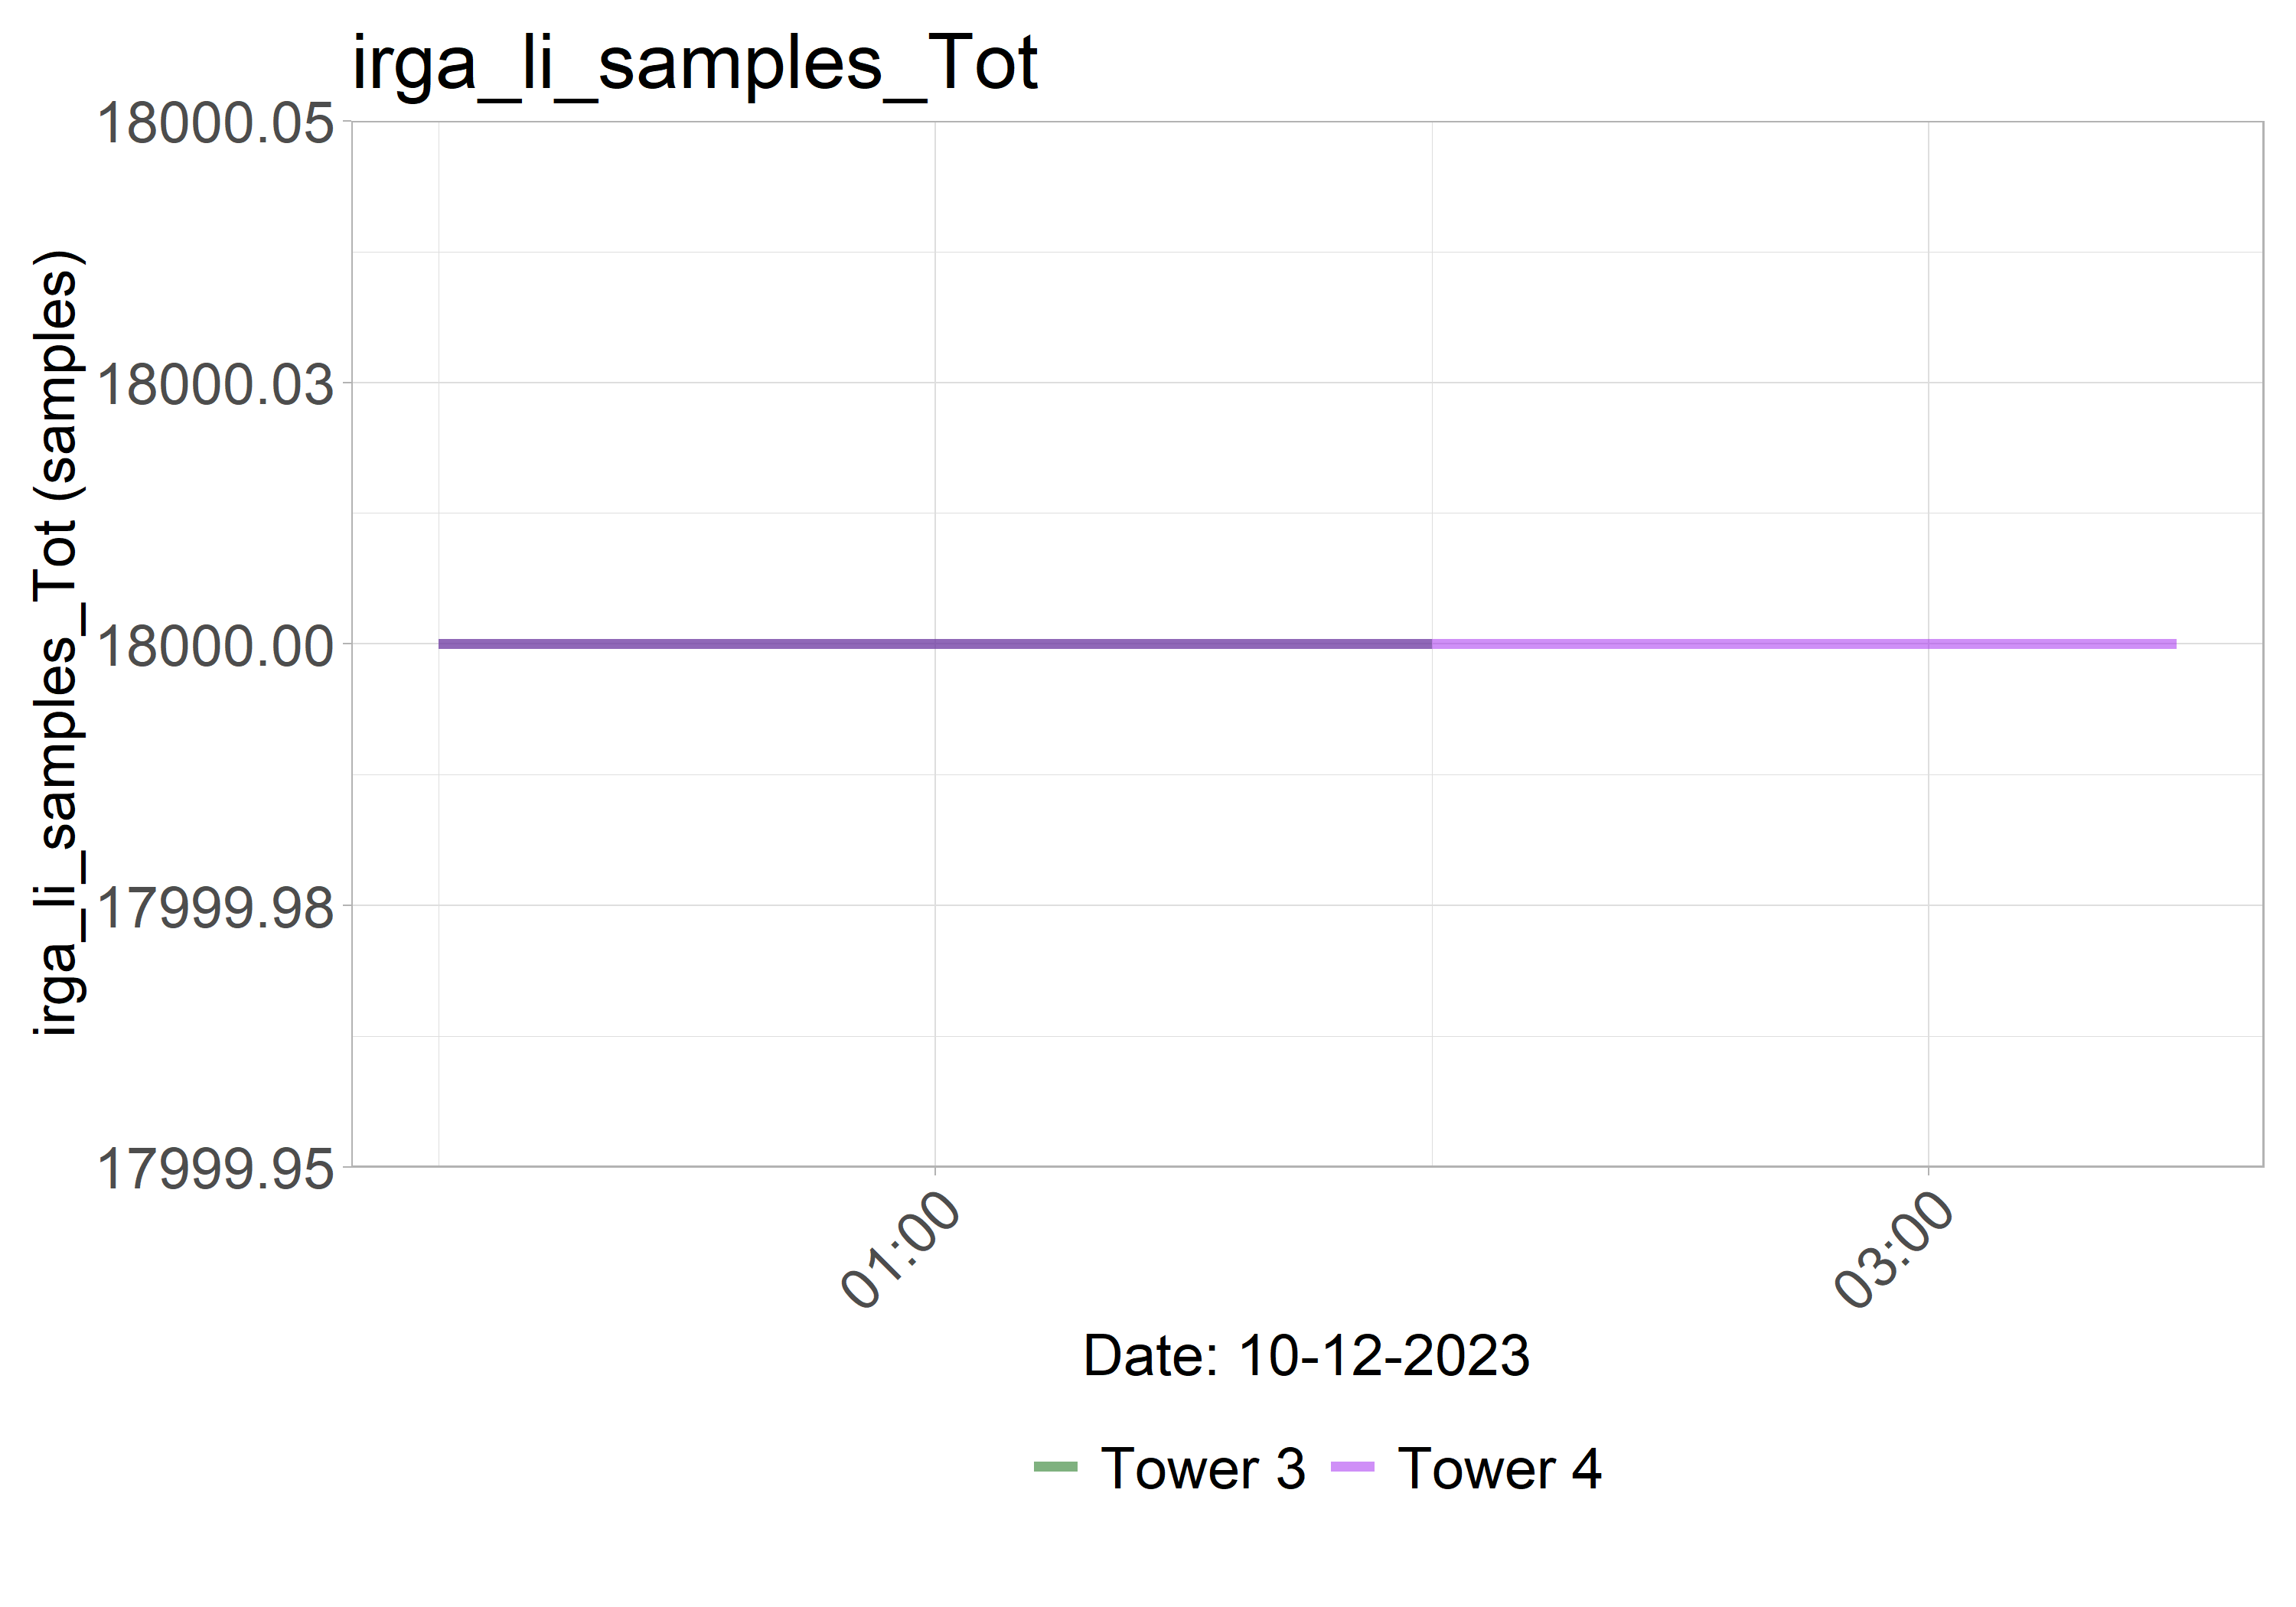 irga_li_samples_Tot
irga_li_samples_Tot (samples)
18000.05
18000.03
18000.00
17999.98
17999.95
01:00
03:00
Date: 10-12-2023
Tower 3
Tower 4